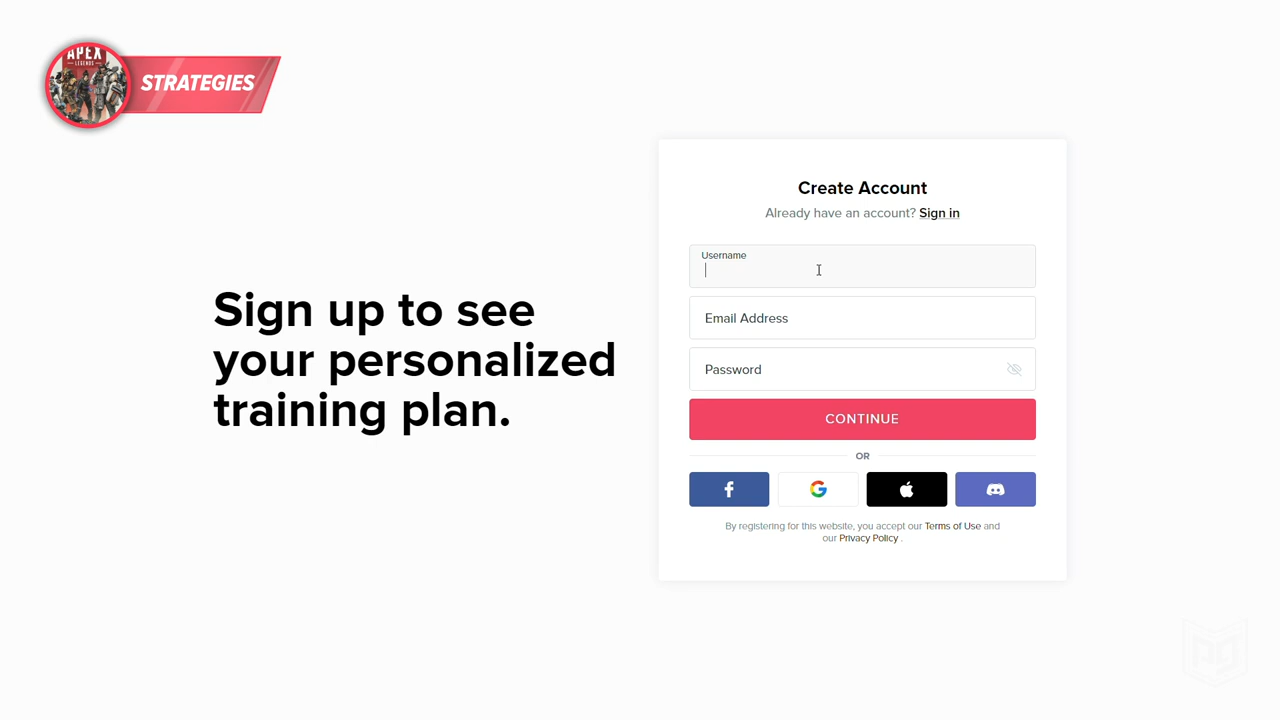 APEX
LEGENDS
STRATEGIES
Sign up to see
your personalized
training plan.
Create Account
Already have an account? Sign in
Username
Email Address
Password
CONTINUE
OR
By registering for this website, you accept our Terms of Use and
our Privacy Policy .
PG